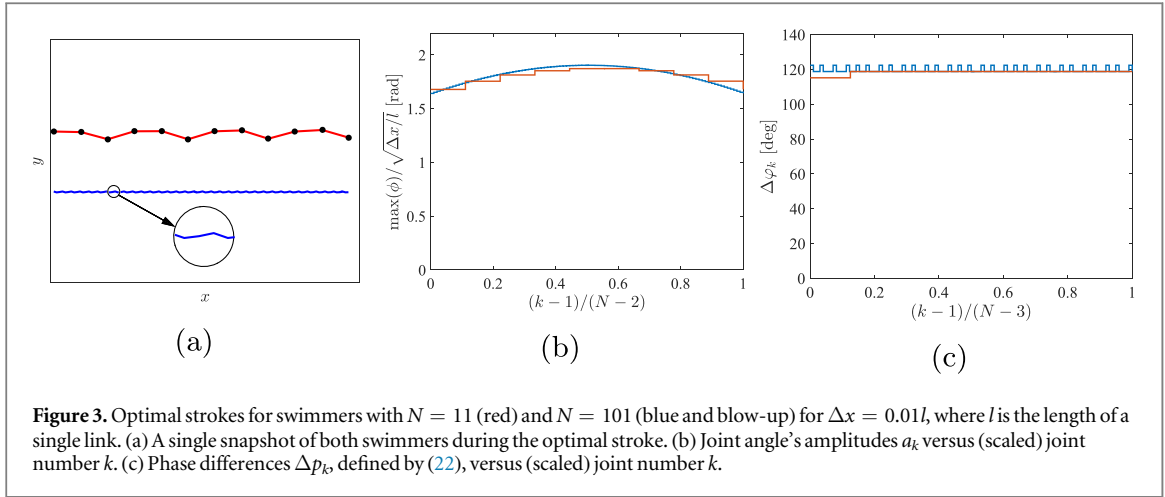 y
x
(a)
max(ϕ)/√Δx/l [rad]
2
1.5
1
0.5
0
0 0.2 0.4 0.6 0.8 1
(k − 1)/(N − 2)
(b)
Δφₖ [deg]
140
120
100
80
60
40
20
0
0 0.2 0.4 0.6 0.8 1
(k − 1)/(N − 3)
(c)
Figure 3. Optimal strokes for swimmers with N = 11 (red) and N = 101 (blue and blow-up) for Δx = 0.01l, where l is the length of a
single link. (a) A single snapshot of both swimmers during the optimal stroke. (b) Joint angle's amplitudes aₖ versus (scaled) joint
number k. (c) Phase differences Δpₖ, defined by (22), versus (scaled) joint number k.